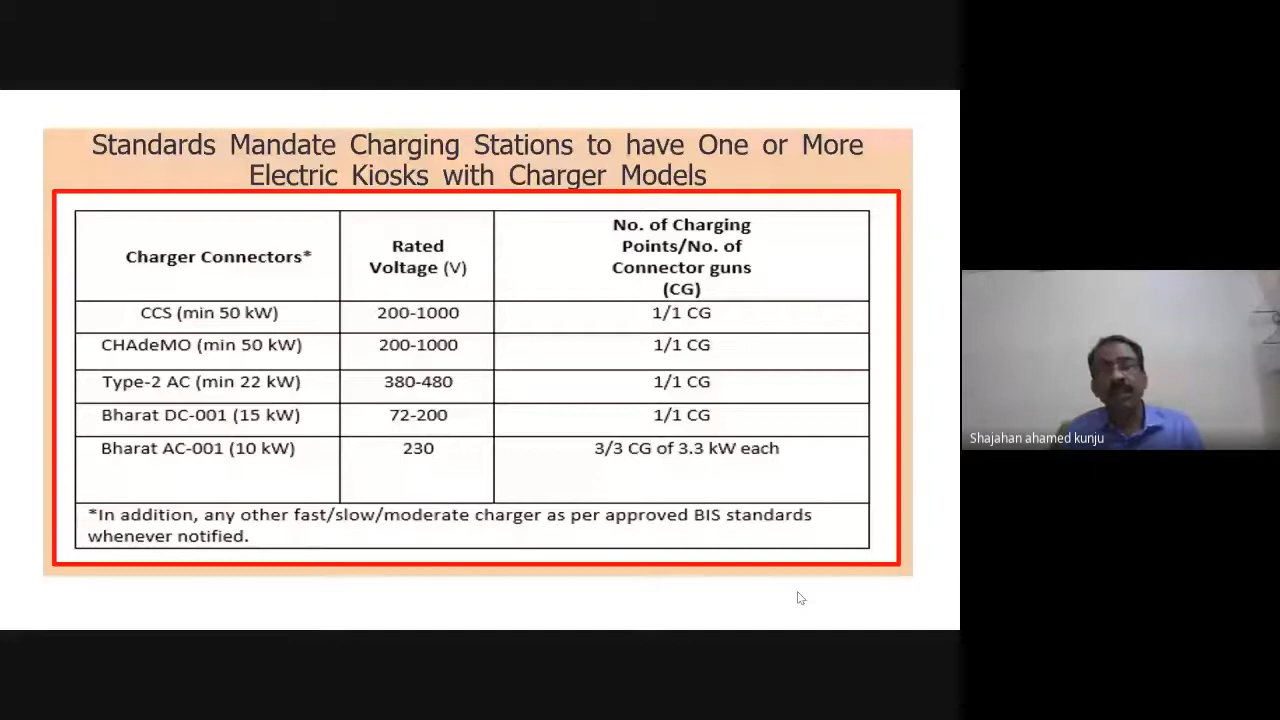 Standards Mandate Charging Stations to have One or More
Electric Kiosks with Charger Models
Charger Connectors*
Rated
Voltage (V)
No. of Charging
Points/No. of
Connector guns
(CG)
CCS (min 50 kW)
200-1000
1/1 CG
CHAdeMO (min 50 kW)
200-1000
1/1 CG
Type-2 AC (min 22 kW)
380-480
1/1 CG
Bharat DC-001 (15 kW)
72-200
1/1 CG
Bharat AC-001 (10 kW)
230
3/3 CG of 3.3 kW each
*In addition, any other fast/slow/moderate charger as per approved BIS standards
whenever notified.
Shajahan ahamed kunju